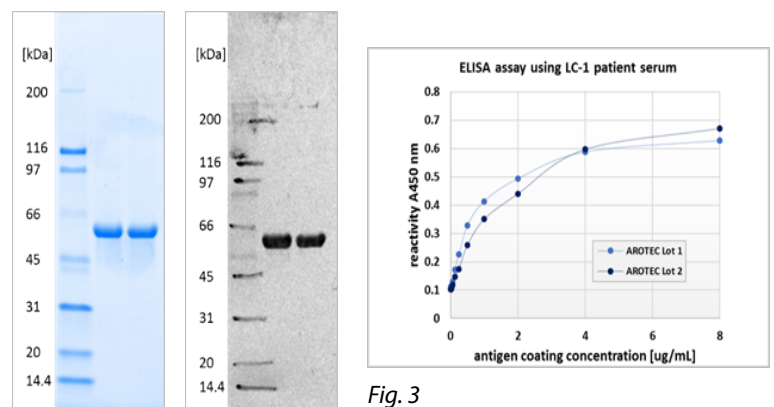 [kDa]
200
116
97
66
45
31
20
14.4
[kDa]
200
116
97
66
45
31
20
14.4
ELISA assay using LC-1 patient serum
reactivity A450 nm
0.8
0.7
0.6
0.5
0.4
0.3
0.2
0.1
0
AROTEC Lot 1
AROTEC Lot 2
0 2 4 6 8
antigen coating concentration [ug/mL]
Fig. 3